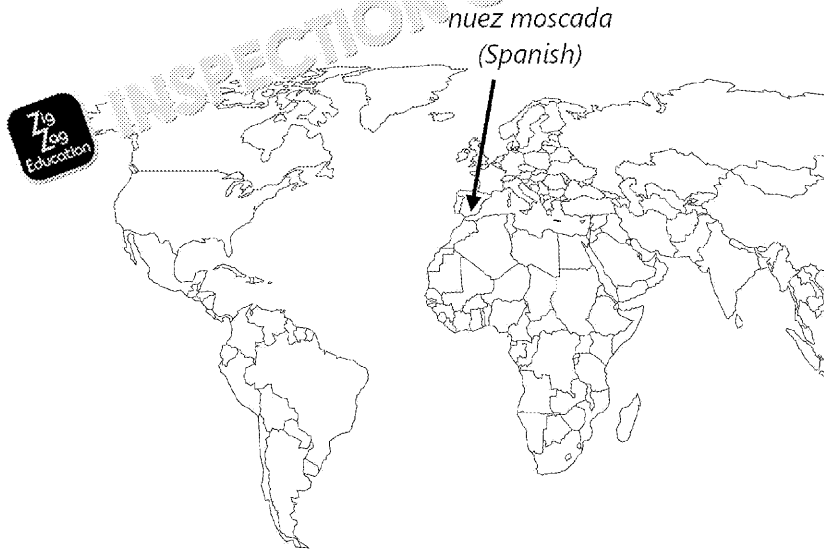 INSPECTION
nuez moscada
(Spanish)
Zig
Zag
Education